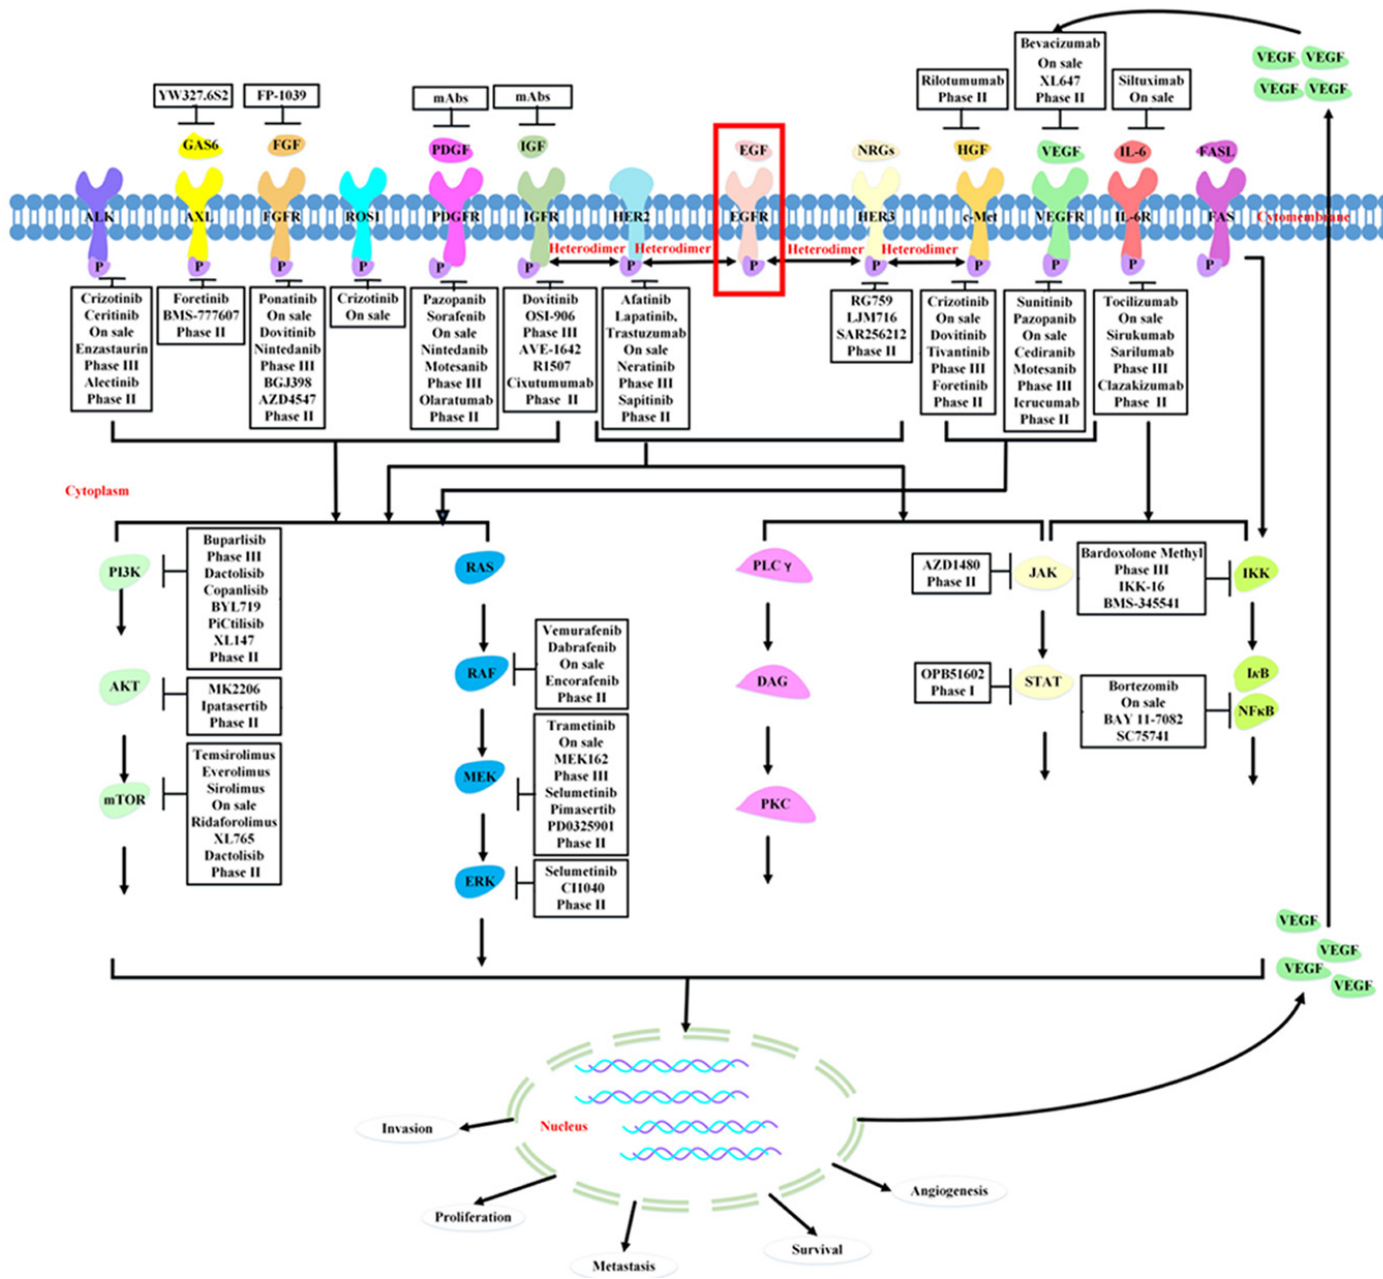 Bevacizumab
On sale
XL647
Phase II
VEGF VEGF
VEGF VEGF
YW327.6S2
FP-1039
mAbs
mAbs
Rilotumumab
Phase II
Siltuximab
On sale
GAS6
FGF
PDGF
IGF
EGF
NRGs
HGF
VEGF
IL-6
FASL
ALK
AXL
FGFR
ROS1
PDGFR
IGFR
HER2
EGFR
HER3
c-Met
VEGFR
IL-6R
FAS
Cytomembrane
Heterodimer
Heterodimer
Heterodimer
Heterodimer
P
P
P
P
P
P
P
P
P
P
P
P
P
Crizotinib
Ceritinib
On sale
Enzastaurin
Phase III
Alectinib
Phase II
Foretinib
BMS-777607
Phase II
Ponatinib
On sale
Dovitinib
Nintedanib
Phase III
BGJ398
AZD4547
Phase II
Crizotinib
On sale
Pazopanib
Sorafenib
On sale
Nintedanib
Motesanib
Phase III
Olaratumab
Phase II
Dovitinib
OSI-906
Phase III
AVE-1642
R1507
Cixutumumab
Phase II
Afatinib
Lapatinib,
Trastuzumab
On sale
Neratinib
Phase III
Sapitinib
Phase II
RG759
LJM716
SAR256212
Phase II
Crizotinib
On sale
Dovitinib
Tivantinib
Phase III
Foretinib
Phase II
Sunitinib
Pazopanib
On sale
Cediranib
Motesanib
Phase III
Icrucumab
Phase II
Tocilizumab
On sale
Sirukumab
Sarilumab
Phase III
Clazakizumab
Phase II
Cytoplasm
PI3K
Buparlisib
Phase III
Dactolisib
Copanlisib
BYL719
PiCtilisib
XL147
Phase II
AKT
MK2206
Ipatasertib
Phase II
mTOR
Temsirolimus
Everolimus
Sirolimus
On sale
Ridaforolimus
XL765
Dactolisib
Phase II
RAS
RAF
Vemurafenib
Dabrafenib
On sale
Encorafenib
Phase II
MEK
Trametinib
On sale
MEK162
Phase III
Selumetinib
Pimasertib
PD0325901
Phase II
ERK
Selumetinib
CI1040
Phase II
PLC γ
DAG
PKC
AZD1480
Phase II
JAK
OPB51602
Phase I
STAT
Bardoxolone Methyl
Phase III
IKK-16
BMS-345541
IKK
IκB
Bortezomib
On sale
BAY 11-7082
SC75741
NFκB
VEGF
VEGF
VEGF
VEGF
Nucleus
Invasion
Proliferation
Metastasis
Survival
Angiogenesis